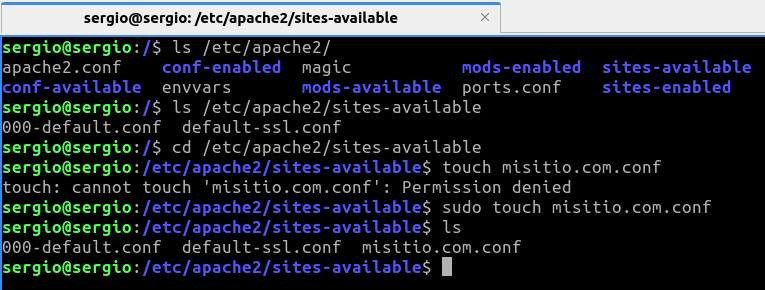 sergio@sergio: /etc/apache2/sites-available ×
sergio@sergio:/$ ls /etc/apache2/
apache2.conf    conf-enabled  magic           mods-enabled  sites-available
conf-available  envvars       mods-available  ports.conf    sites-enabled
sergio@sergio:/$ ls /etc/apache2/sites-available
000-default.conf  default-ssl.conf
sergio@sergio:/$ cd /etc/apache2/sites-available
sergio@sergio:/etc/apache2/sites-available$ touch misitio.com.conf
touch: cannot touch 'misitio.com.conf': Permission denied
sergio@sergio:/etc/apache2/sites-available$ sudo touch misitio.com.conf
sergio@sergio:/etc/apache2/sites-available$ ls
000-default.conf  default-ssl.conf  misitio.com.conf
sergio@sergio:/etc/apache2/sites-available$